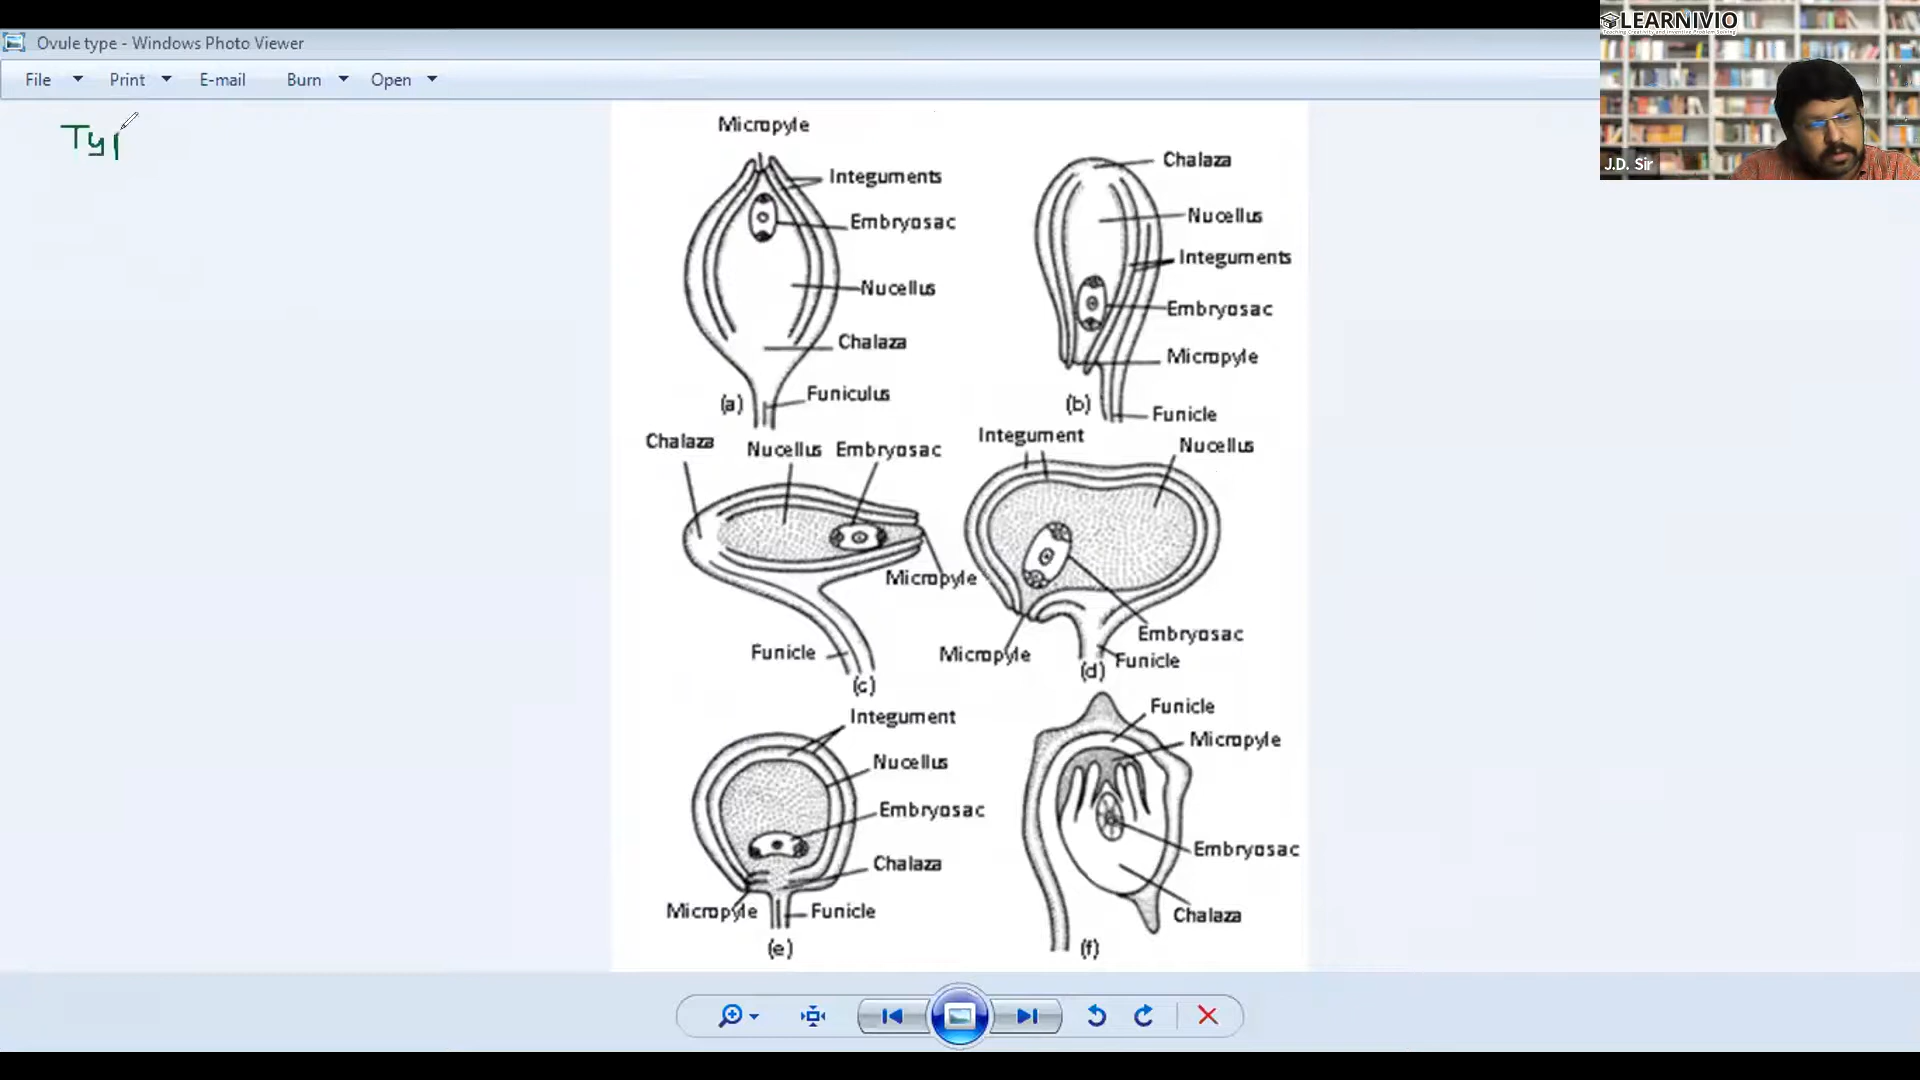 LEARNIVIO
Ovule type - Windows Photo Viewer
File Print E-mail Burn Open
J.D. Sir
Micropyle
Integuments
Embryosac
Nucellus
Chalaza
Funiculus
(a)
Chalaza
Nucellus
Integuments
Embryosac
Micropyle
Funicle
(b)
Chalaza
Nucellus Embryosac
Micropyle
Funicle
(c)
Integument
Nucellus
Embryosac
Micropyle
Funicle
(d)
Integument
Nucellus
Embryosac
Chalaza
Micropyle Funicle
(e)
Funicle
Micropyle
Embryosac
Chalaza
(f)